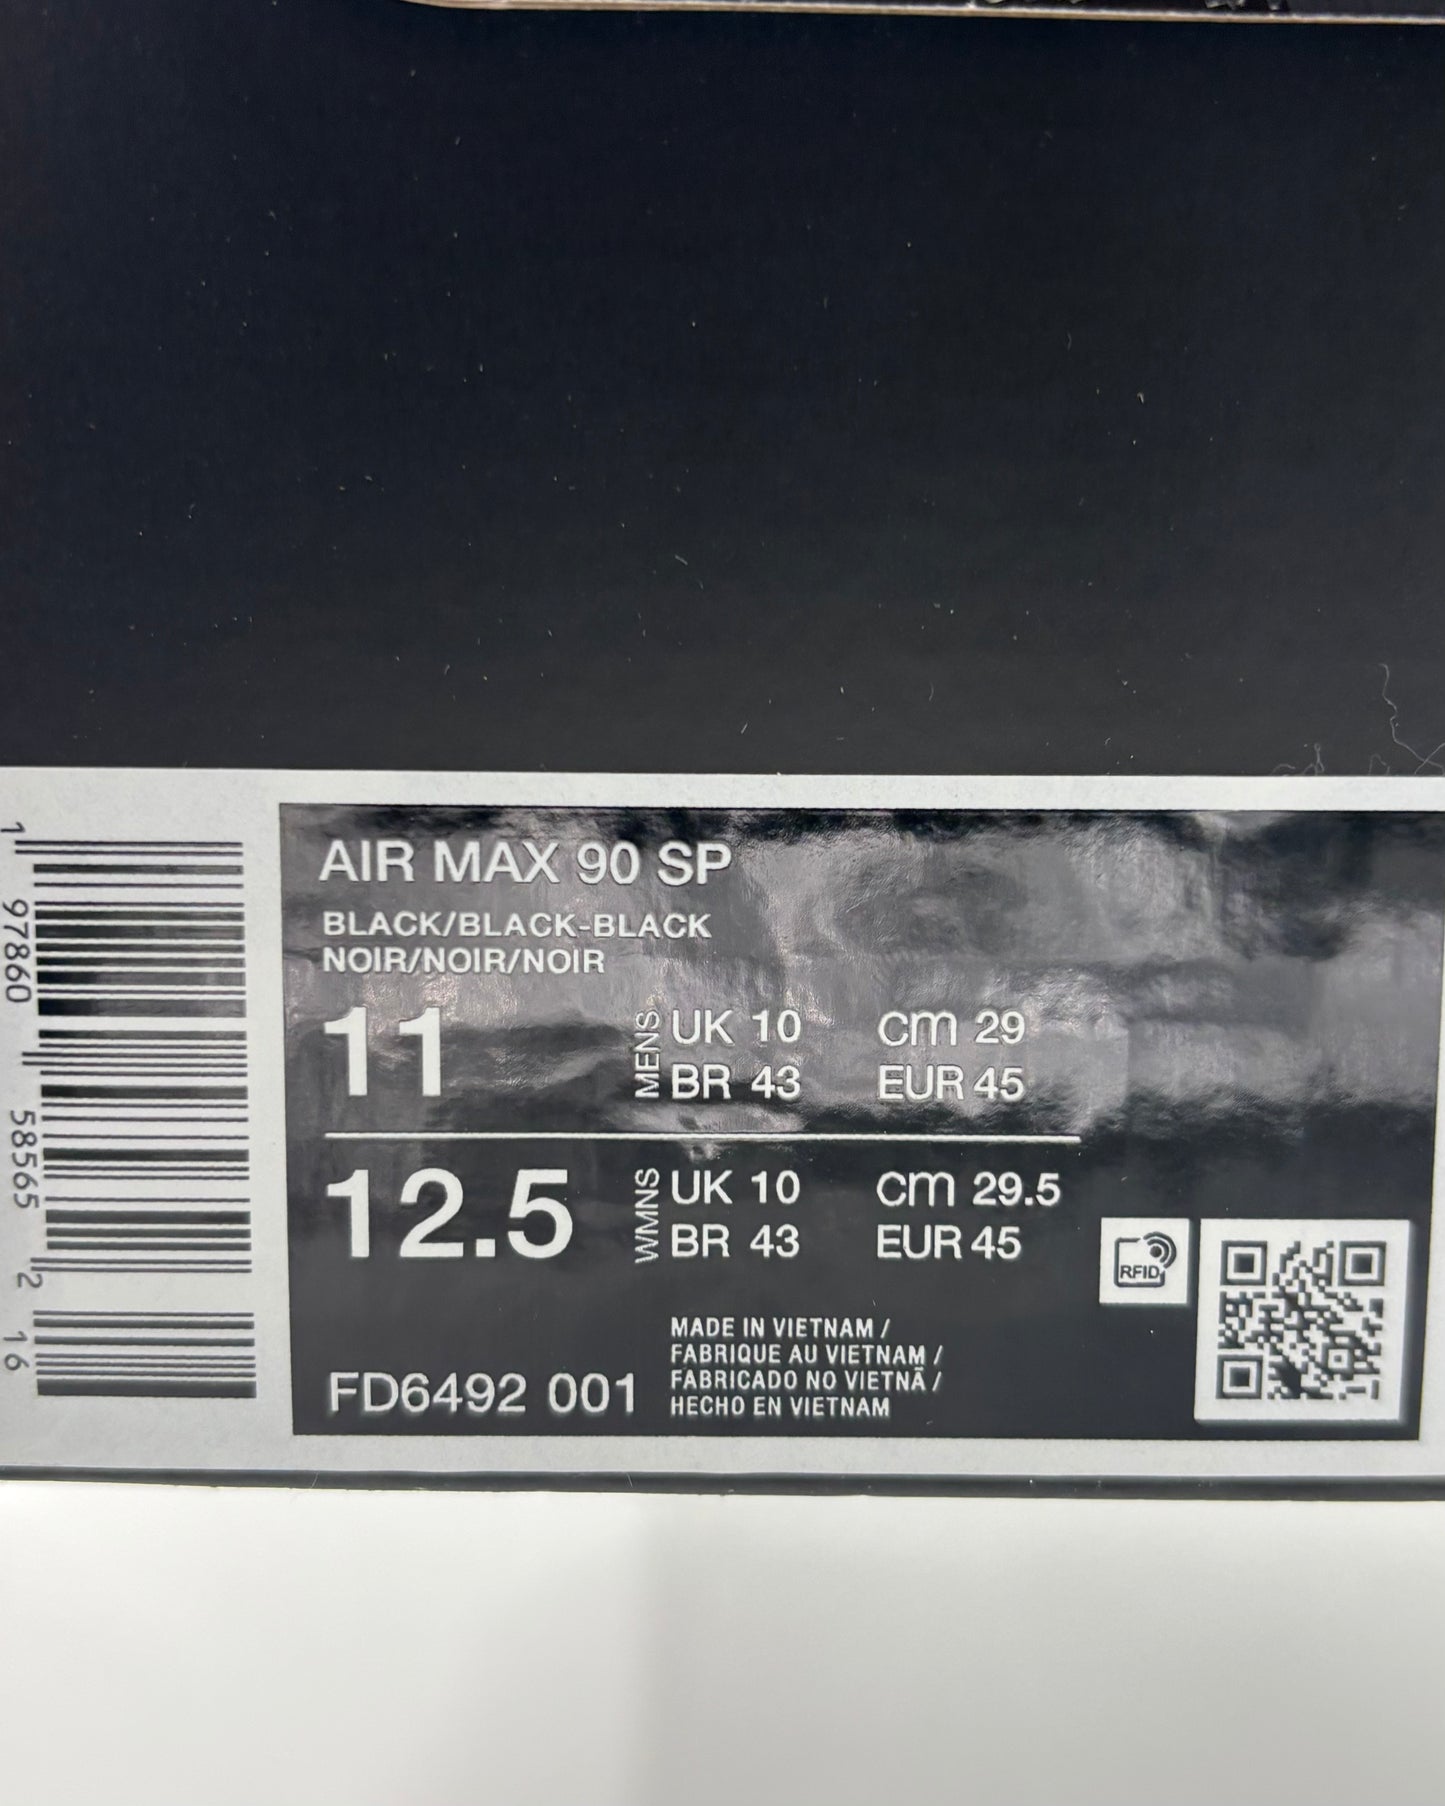 AIR MAX 90 SP
BLACK/BLACK-BLACK
NOIR/NOIR/NOIR
11 MENS UK 10 cm 29
BR 43 EUR 45
12.5 WMNS UK 10 cm 29.5
BR 43 EUR 45
RFID
MADE IN VIETNAM /
FABRIQUE AU VIETNAM /
FABRICADO NO VIETNÃ /
HECHO EN VIETNAM
FD6492 001
1 97860 58565 2 16